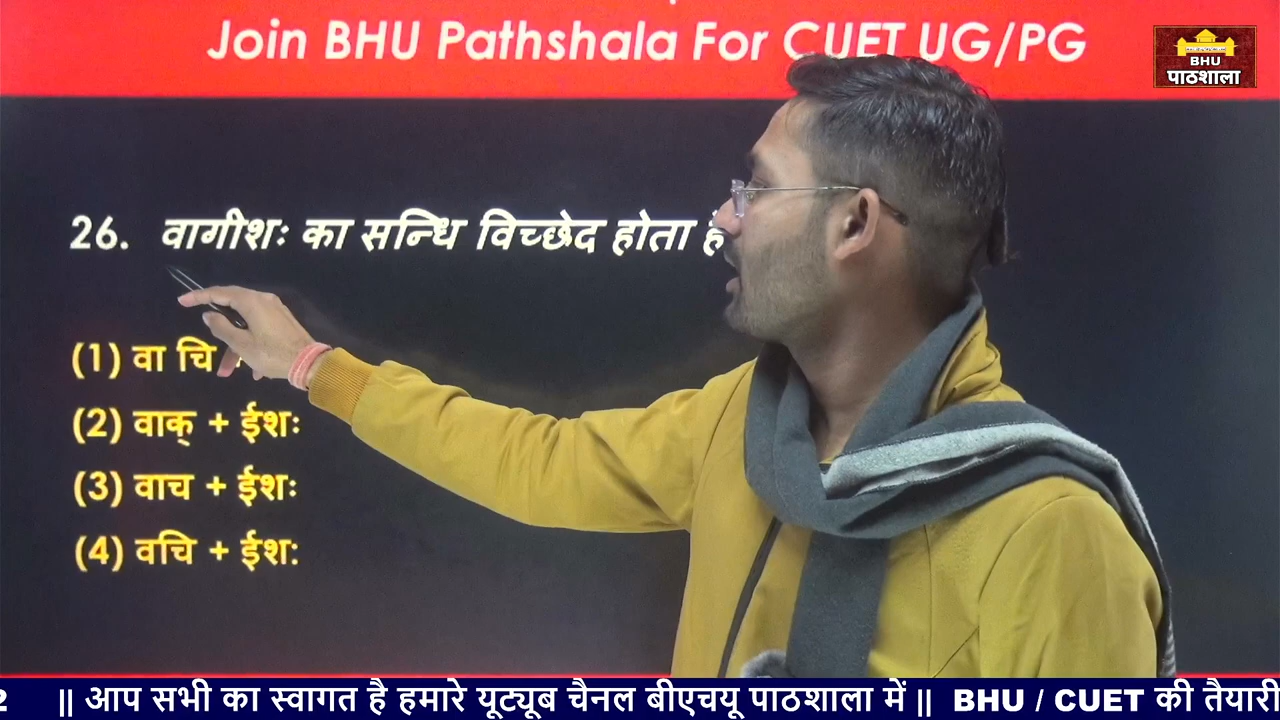 Join BHU Pathshala For CUET UG/PG
BHU
पाठशाला
26. वागीशः का सन्धि विच्छेद होता
(1) वा चि
(2) वाक् + ईशः
(3) वाच + ईशः
(4) वचि + ईशः
|| आप सभी का स्वागत है हमारे यूट्यूब चैनल बीएचयू पाठशाला में || BHU / CUET की तैयारी